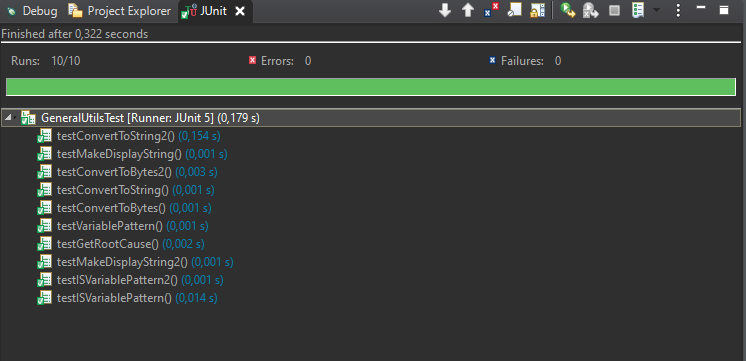 Debug Project Explorer JUnit
Finished after 0,322 seconds
Runs: 10/10 Errors: 0 Failures: 0
GeneralUtilsTest [Runner: JUnit 5] (0,179 s)
testConvertToString2() (0,154 s)
testMakeDisplayString() (0,001 s)
testConvertToBytes2() (0,003 s)
testConvertToString() (0,001 s)
testConvertToBytes() (0,001 s)
testVariablePattern() (0,001 s)
testGetRootCause() (0,002 s)
testMakeDisplayString2() (0,001 s)
testISVariablePattern2() (0,001 s)
testISVariablePattern() (0,014 s)